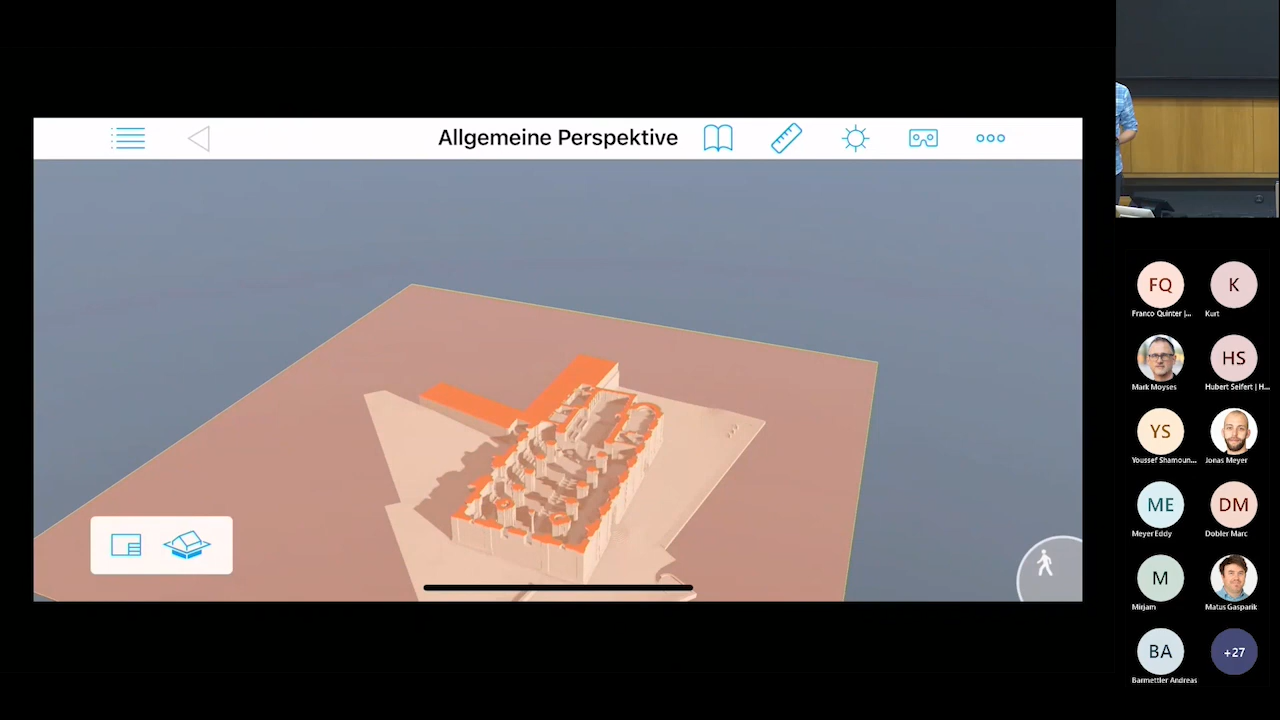 Allgemeine Perspektive
FQ
K
Franco Quinter |...
Kurt
HS
Mark Moyses
Hubert Seifert | H...
YS
Youssef Shamoun...
Jonas Meyer
ME
DM
Meyer Eddy
Dobler Marc
M
Mirjam
Matus Gasparik
BA
+27
Barmettler Andreas